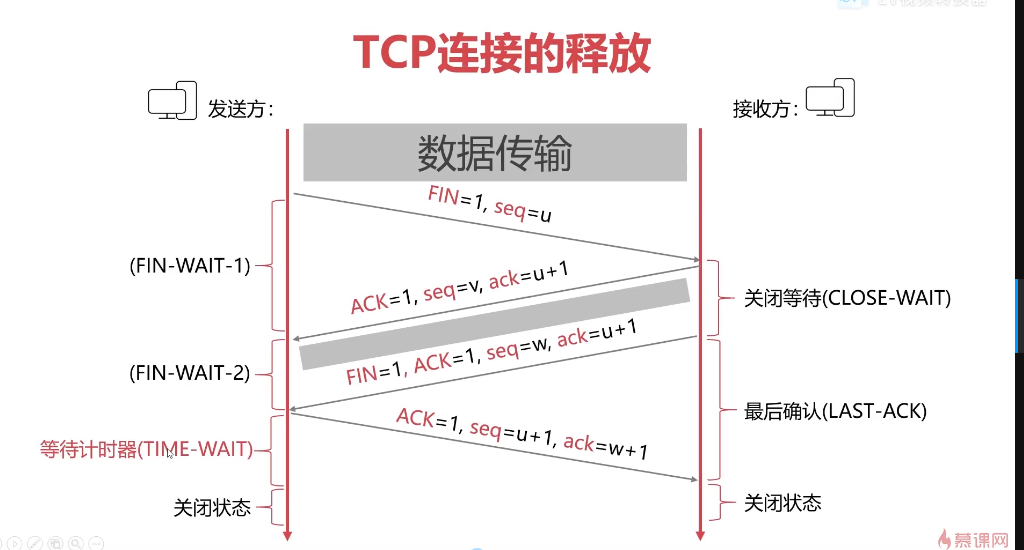 TCP连接的释放
发送方：
接收方：
数据传输
FIN=1, seq=u
(FIN-WAIT-1)
ACK=1, seq=v, ack=u+1
关闭等待(CLOSE-WAIT)
FIN=1, ACK=1, seq=w, ack=u+1
(FIN-WAIT-2)
最后确认(LAST-ACK)
ACK=1, seq=u+1, ack=w+1
等待计时器(TIME-WAIT)
关闭状态
关闭状态
慕课网